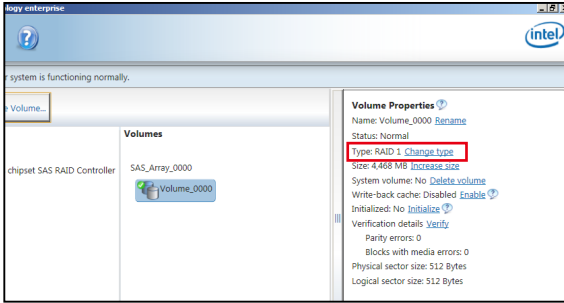 ology enterprise
intel
r system is functioning normally.
e Volume...
Volumes
chipset SAS RAID Controller
SAS_Array_0000
Volume_0000
Volume Properties
Name: Volume_0000 Rename
Status: Normal
Type: RAID 1 Change type
Size: 4,468 MB Increase size
System volume: No Delete volume
Write-back cache: Disabled Enable
Initialized: No Initialize
Verification details Verify
Parity errors: 0
Blocks with media errors: 0
Physical sector size: 512 Bytes
Logical sector size: 512 Bytes